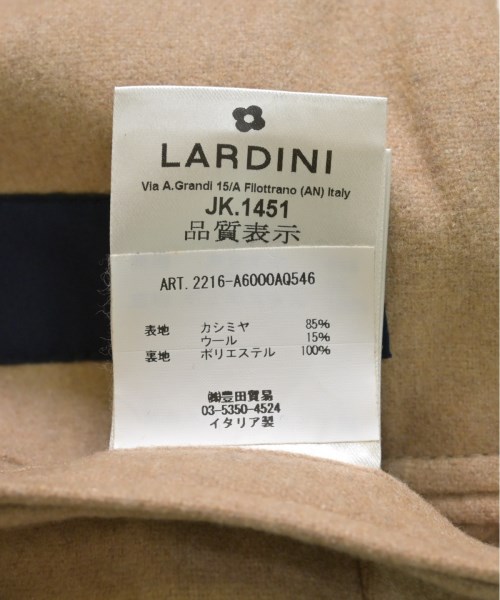 LARDINI
Via A.Grandi 15/A Filottrano (AN) Italy
JK.1451
品質表示
ART. 2216-A6000AQ546
表地 カシミヤ 85%
ウール 15%
裏地 ポリエステル 100%
㈱豊田貿易
03-5350-4524
イタリア製